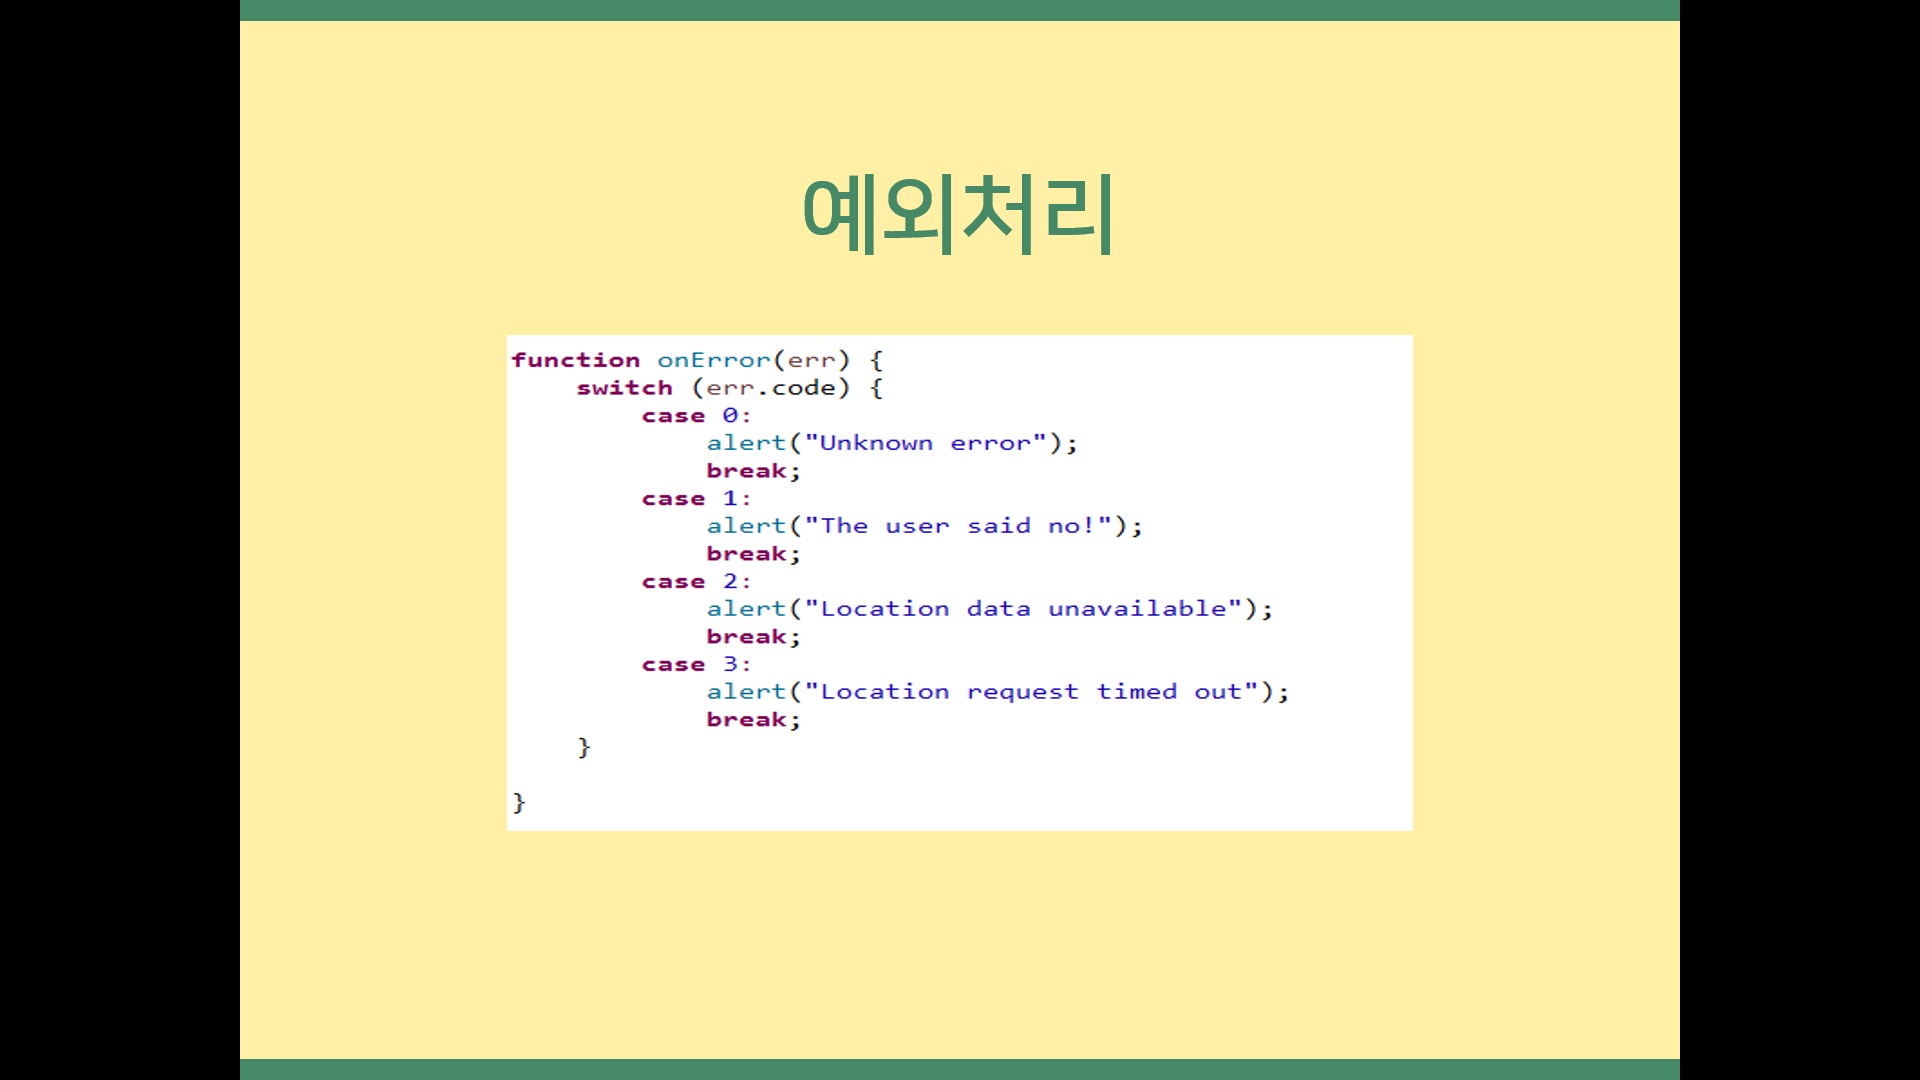 예외처리
function onError(err) {
    switch (err.code) {
        case 0:
            alert("Unknown error");
            break;
        case 1:
            alert("The user said no!");
            break;
        case 2:
            alert("Location data unavailable");
            break;
        case 3:
            alert("Location request timed out");
            break;
    }
}